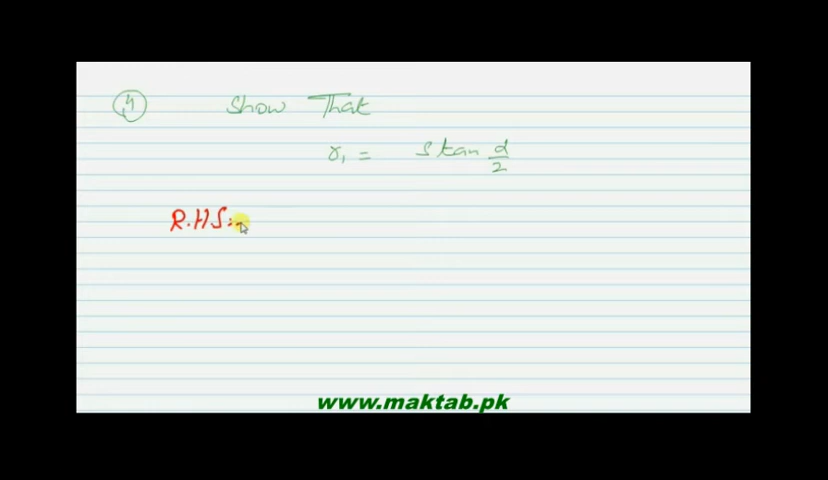 4 Show That
r₁ = s tan α/2
R.H.S:-
www.maktab.pk